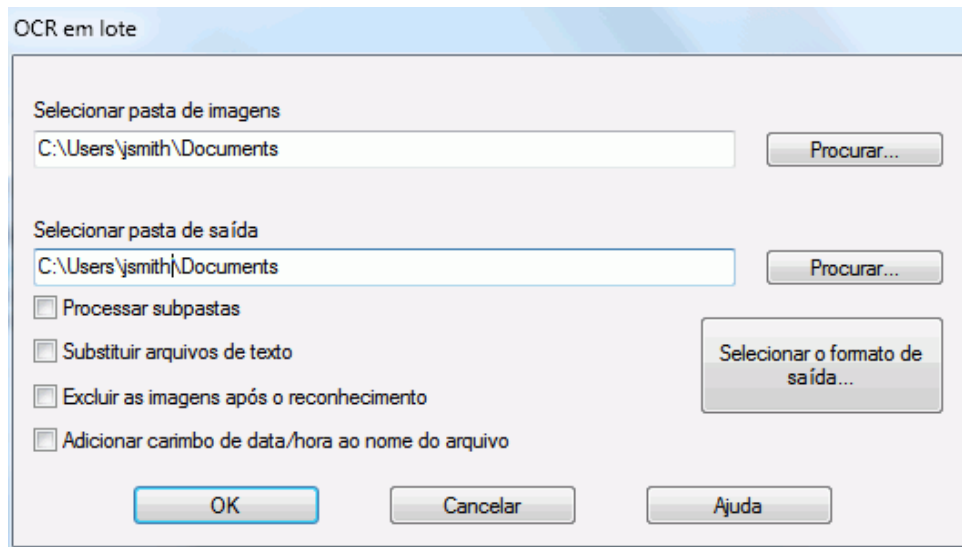 OCR em lote
Selecionar pasta de imagens
C:\Users\jsmith\Documents
Procurar...
Selecionar pasta de saída
C:\Users\jsmith\Documents
Procurar...
Processar subpastas
Substituir arquivos de texto
Selecionar o formato de
saída...
Excluir as imagens após o reconhecimento
Adicionar carimbo de data/hora ao nome do arquivo
OK
Cancelar
Ajuda